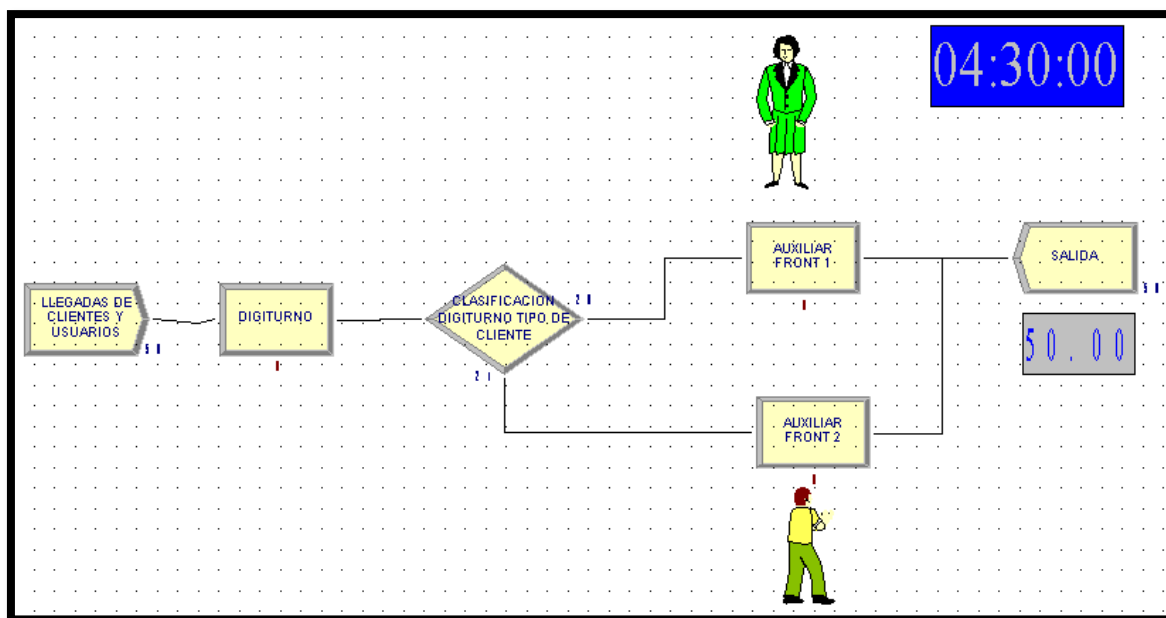 04:30:00
AUXILIAR
FRONT 1
SALIDA
LLEGADAS DE
CLIENTES Y
USUARIOS
DIGITURNO
CLASIFICACION
DIGITURNO TIPO DE
CLIENTE
50.00
AUXILIAR
FRONT 2